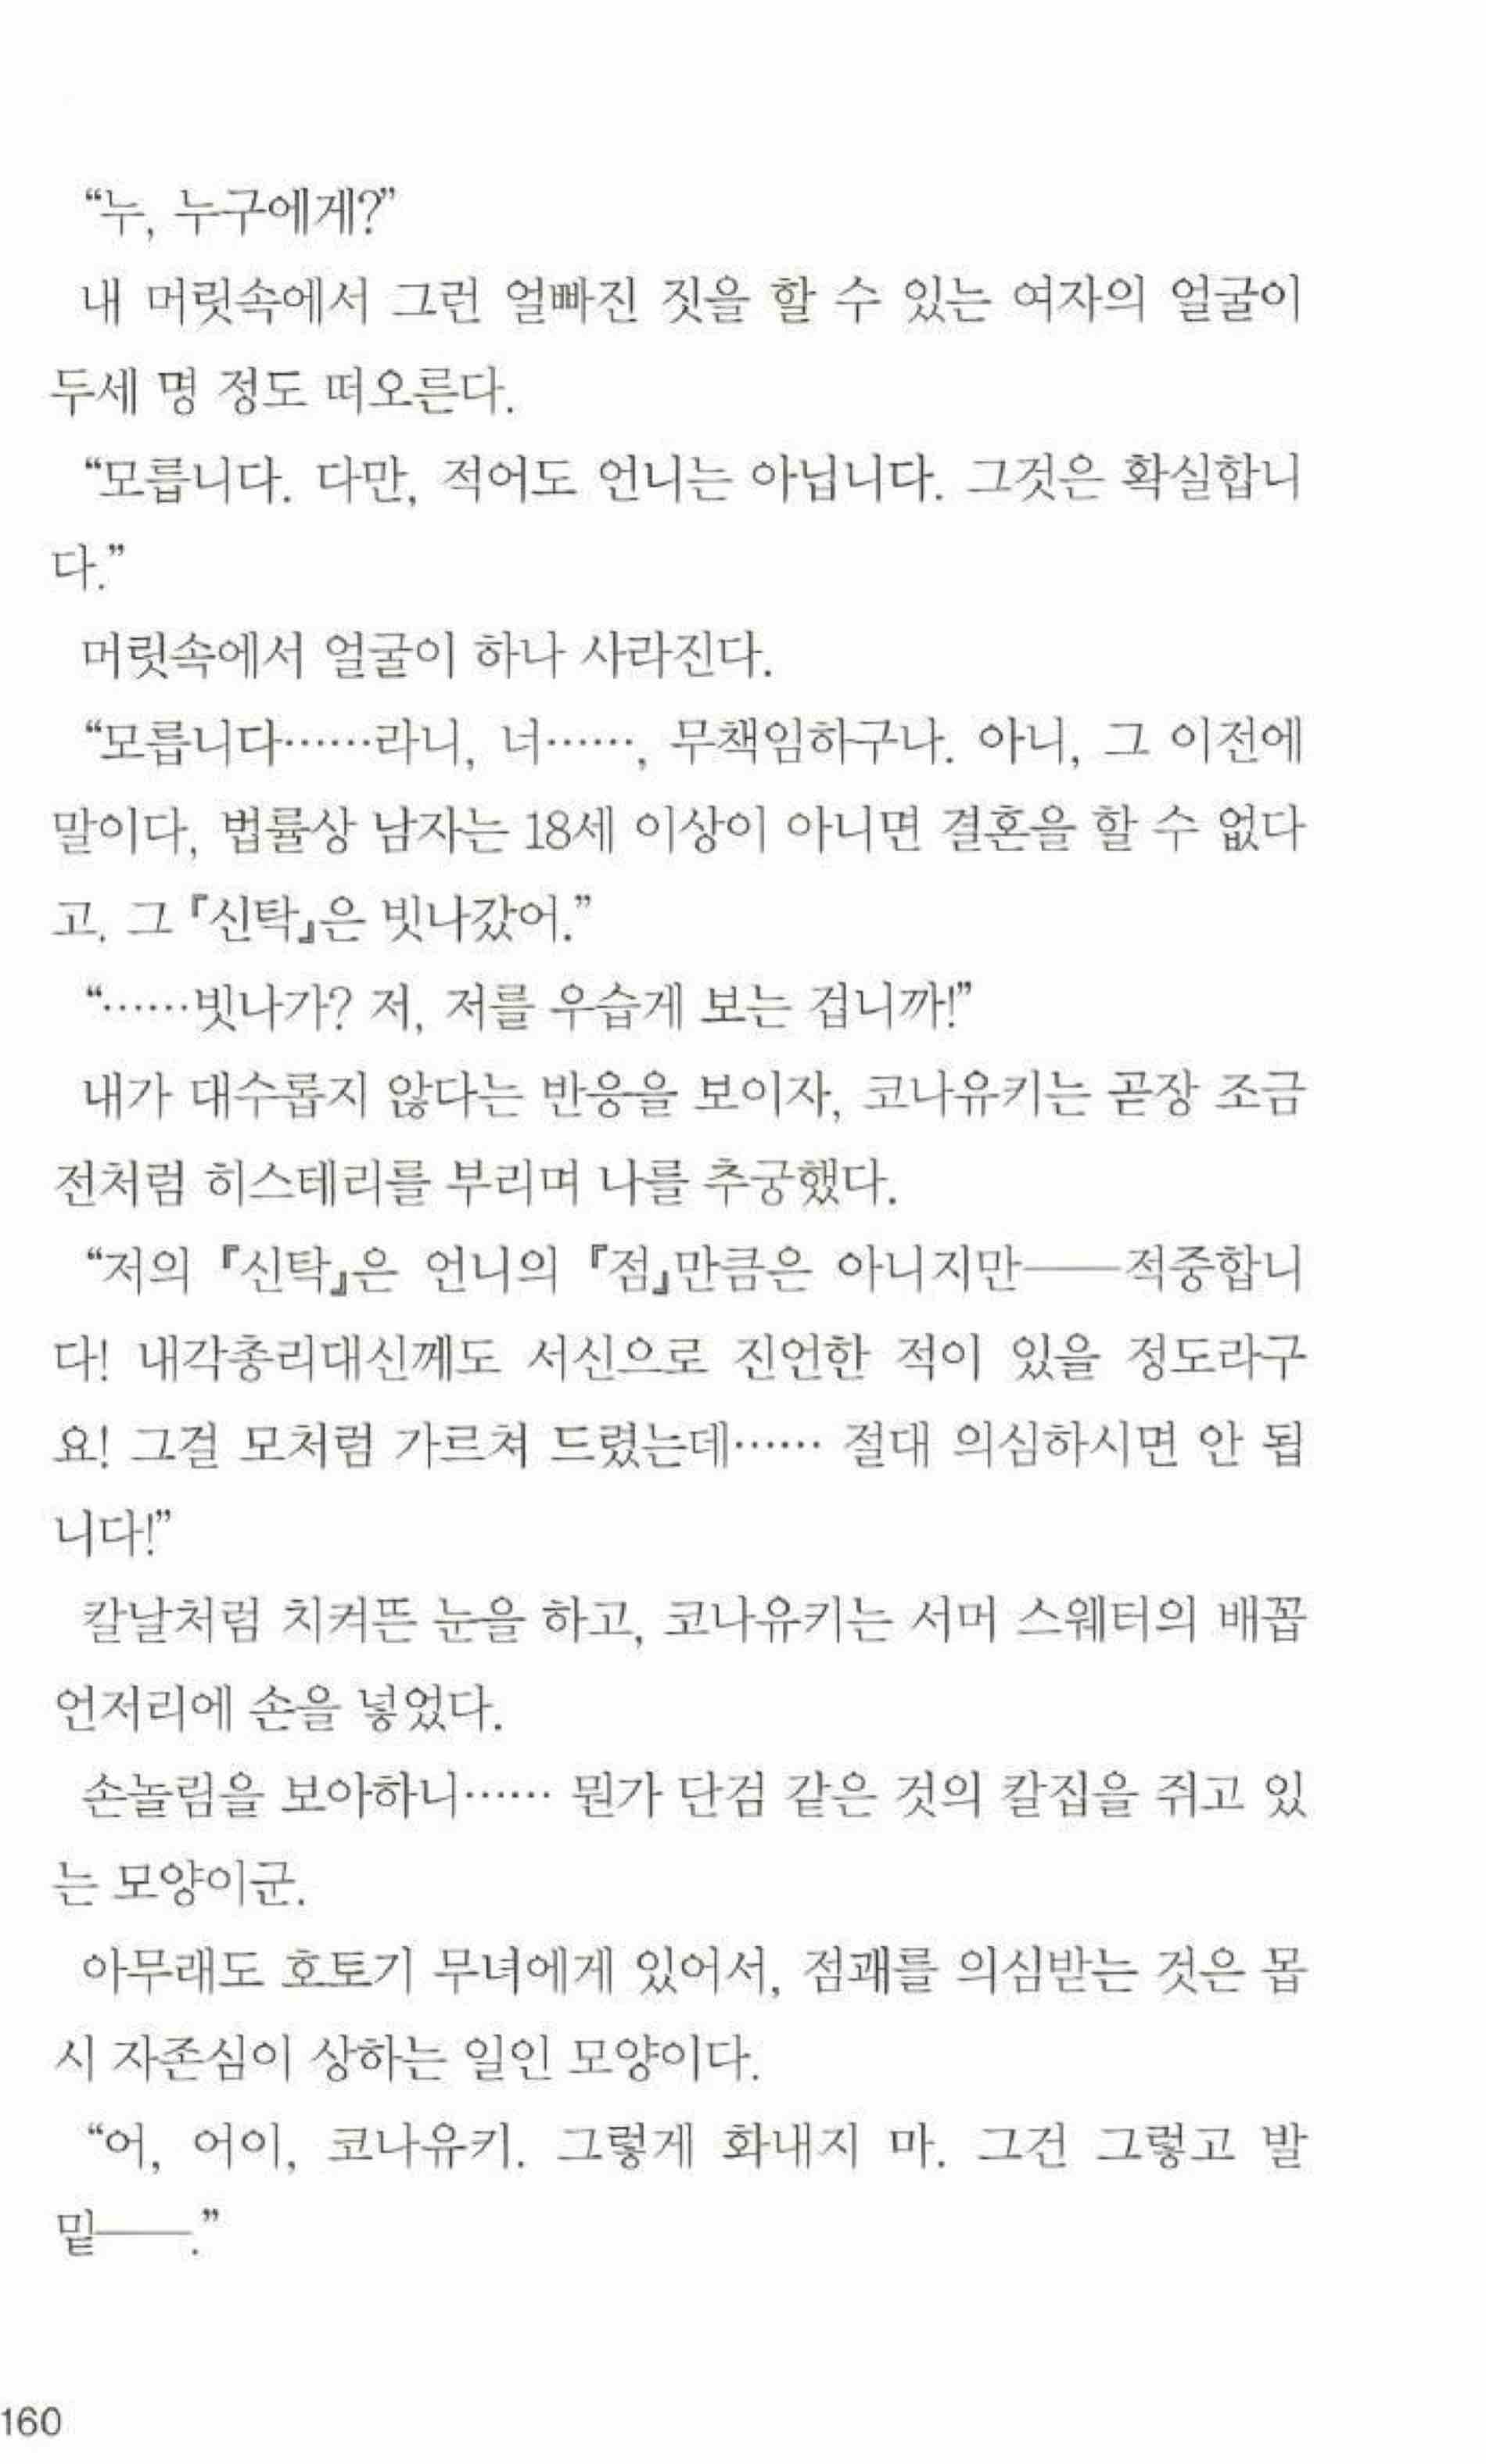 “누, 누구에게?”
내 머릿속에서 그런 얼빠진 짓을 할 수 있는 여자의 얼굴이
두세 명 정도 떠오른다.
“모릅니다. 다만, 적어도 언니는 아닙니다. 그것은 확실합니
다.”
머릿속에서 얼굴이 하나 사라진다.
“모릅니다……라니, 너……, 무책임하구나. 아니, 그 이전에
말이다, 법률상 남자는 18세 이상이 아니면 결혼을 할 수 없다
고. 그 『신탁』은 빗나갔어.”
“……빗나가? 저, 저를 우습게 보는 겁니까!”
내가 대수롭지 않다는 반응을 보이자, 코나유키는 곧장 조금
전처럼 히스테리를 부리며 나를 추궁했다.
“저의 『신탁』은 언니의 『점』만큼은 아니지만──적중합니
다! 내각총리대신께도 서신으로 진언한 적이 있을 정도라구
요! 그걸 모처럼 가르쳐 드렸는데…… 절대 의심하시면 안 됩
니다!”
칼날처럼 치켜뜬 눈을 하고, 코나유키는 서머 스웨터의 배꼽
언저리에 손을 넣었다.
손놀림을 보아하니…… 뭔가 단검 같은 것의 칼집을 쥐고 있
는 모양이군.
아무래도 호토기 무녀에게 있어서, 점괘를 의심받는 것은 몹
시 자존심이 상하는 일인 모양이다.
“어, 어이, 코나유키. 그렇게 화내지 마. 그건 그렇고 발
밑──.”
160